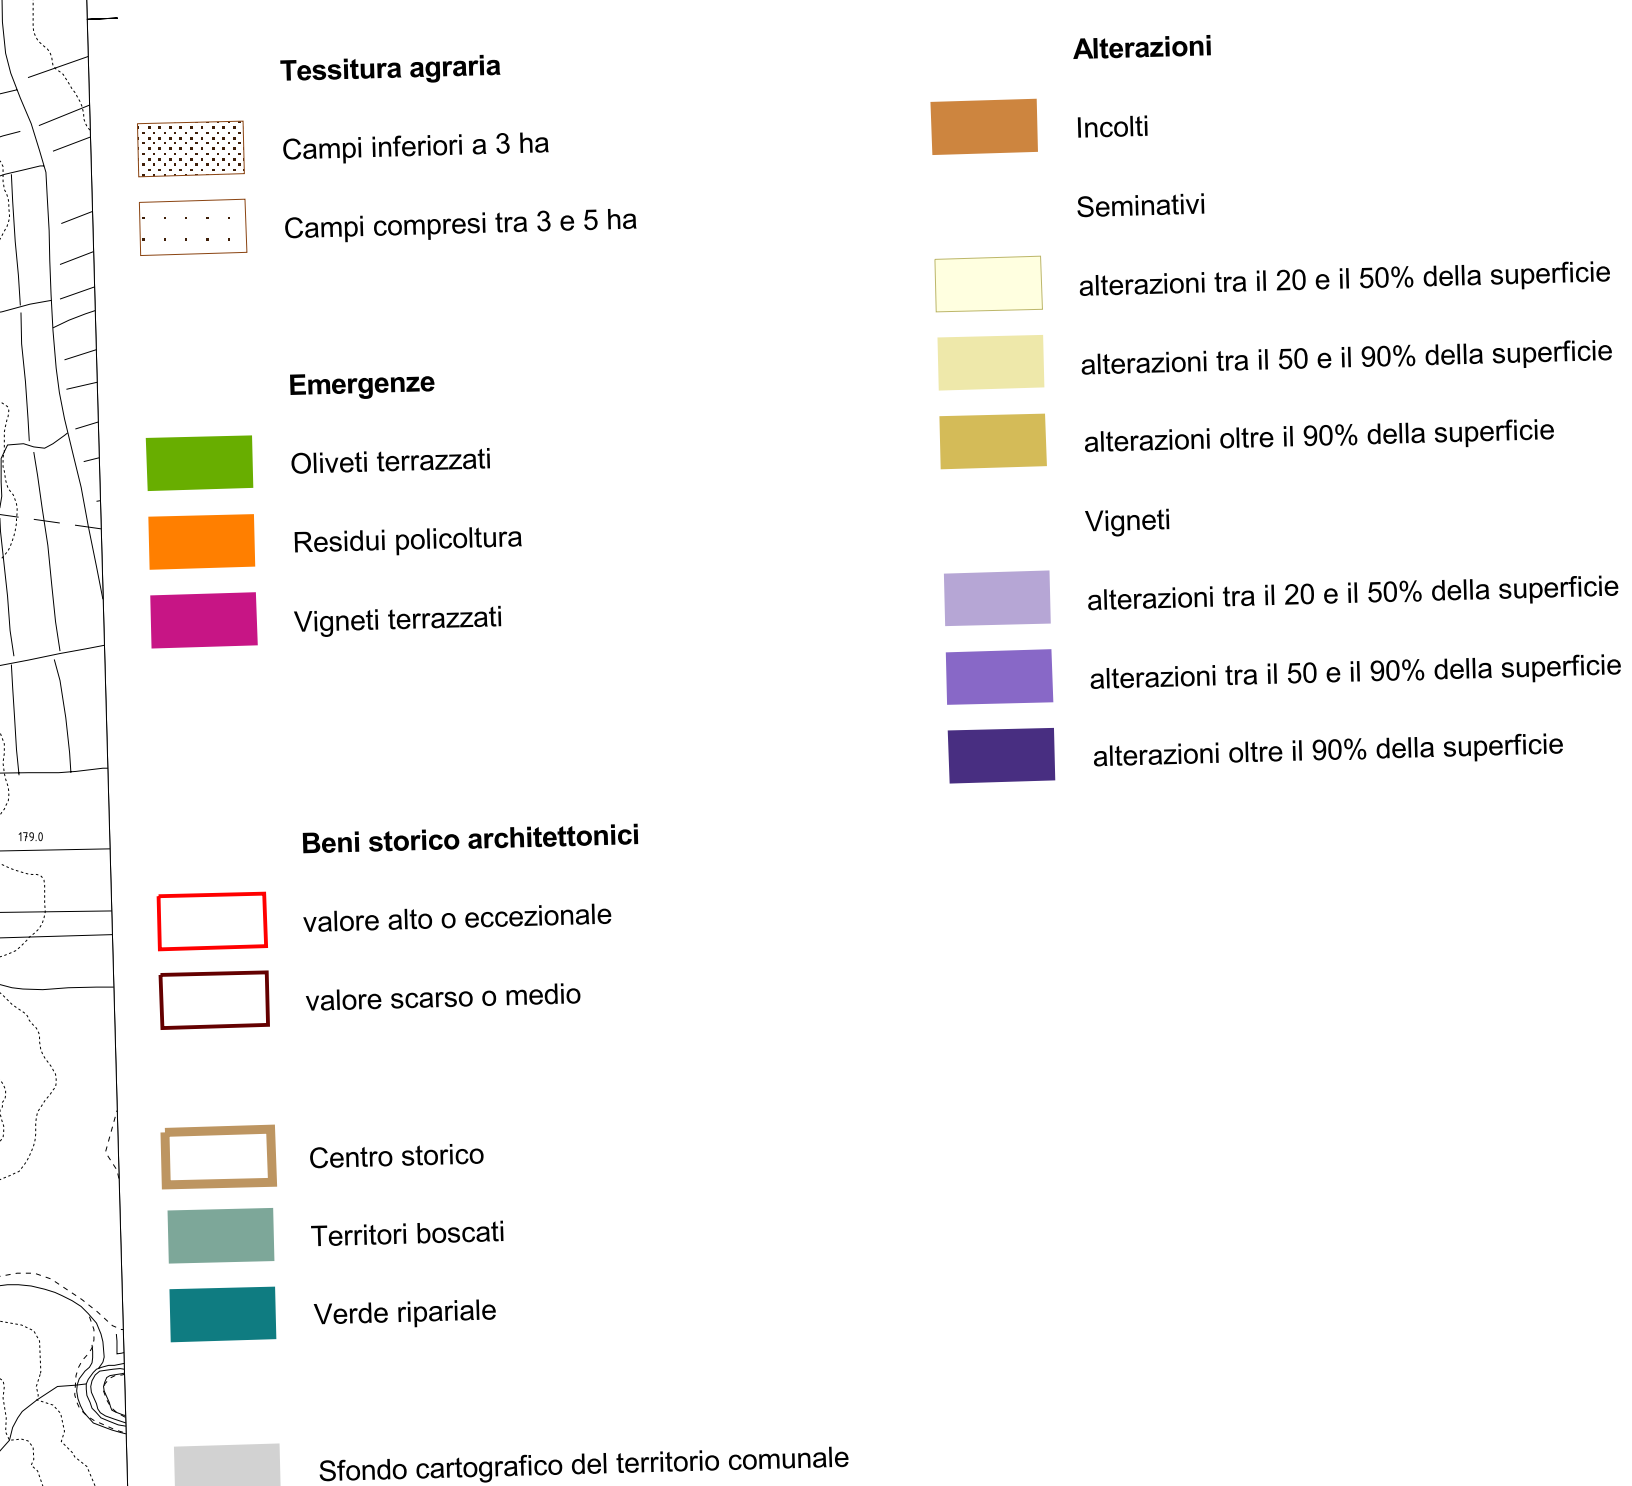 Tessitura agraria
Campi inferiori a 3 ha
Campi compresi tra 3 e 5 ha
Emergenze
Oliveti terrazzati
Residui policoltura
Vigneti terrazzati
179.0
Beni storico architettonici
valore alto o eccezionale
valore scarso o medio
Centro storico
Territori boscati
Verde ripariale
Sfondo cartografico del territorio comunale
Alterazioni
Incolti
Seminativi
alterazioni tra il 20 e il 50% della superficie
alterazioni tra il 50 e il 90% della superficie
alterazioni oltre il 90% della superficie
Vigneti
alterazioni tra il 20 e il 50% della superficie
alterazioni tra il 50 e il 90% della superficie
alterazioni oltre il 90% della superficie